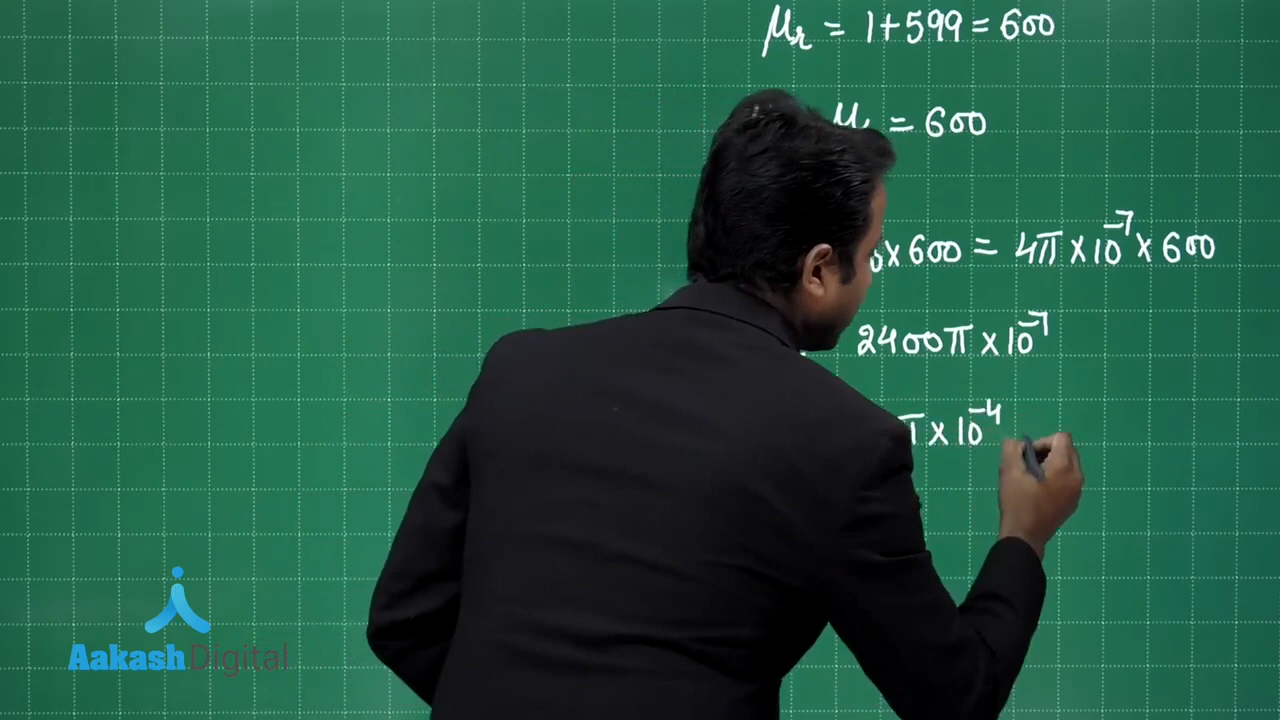 μr = 1+599 = 600
= 600
×600 = 4π × 10⁻⁷ × 600
2400π × 10⁻⁷
π × 10⁻⁴
Aakash Digital